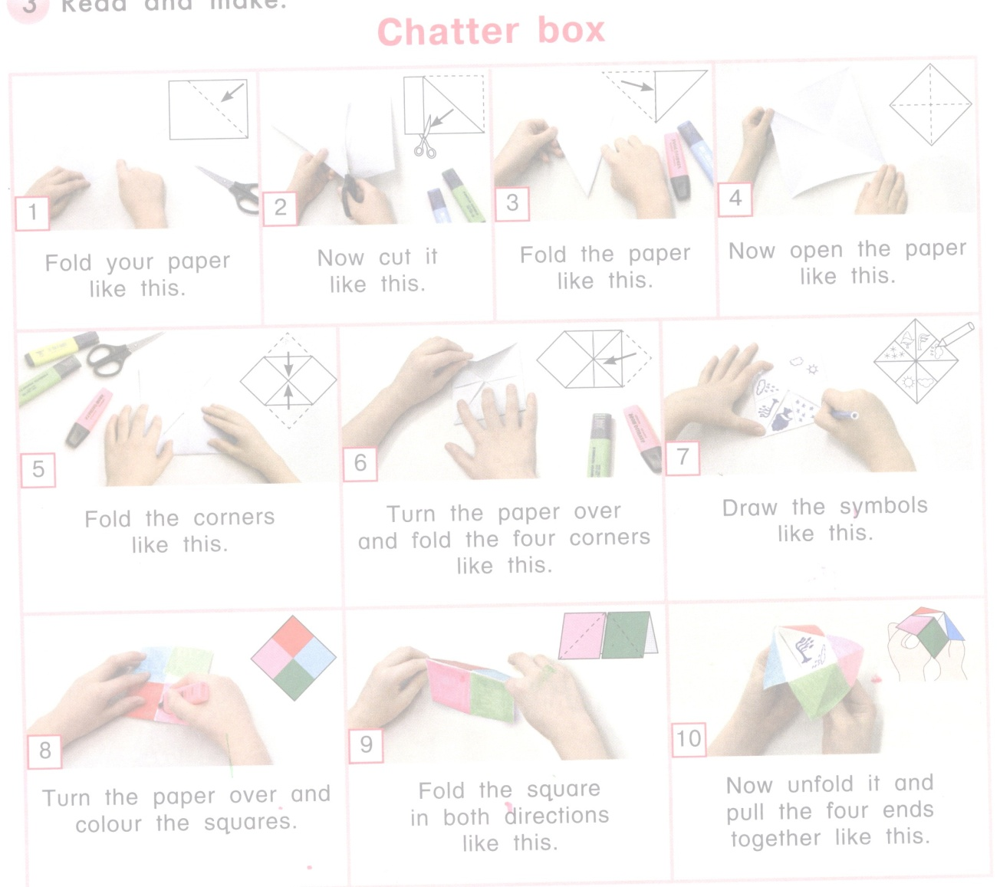 3 Read and make.
Chatter box
1
Fold your paper
like this.
2
Now cut it
like this.
3
Fold the paper
like this.
4
Now open the paper
like this.
5
Fold the corners
like this.
6
Turn the paper over
and fold the four corners
like this.
7
Draw the symbols
like this.
8
Turn the paper over and
colour the squares.
9
Fold the square
in both directions
like this.
10
Now unfold it and
pull the four ends
together like this.